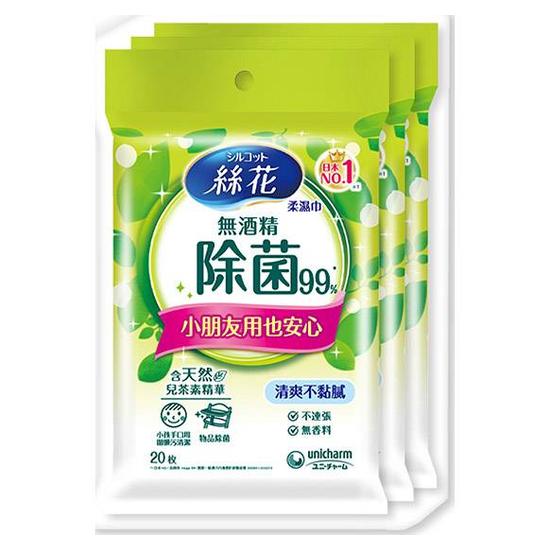 シルコット
絲花
日本
NO.1
柔濕巾
無酒精
除菌99%
小朋友用也安心
含天然
兒茶素精華
清爽不黏膩
小孩手口周
圍髒污清潔
物品除菌
✓ 不連張
✓ 無香料
20枚
unicharm
ユニ・チャーム